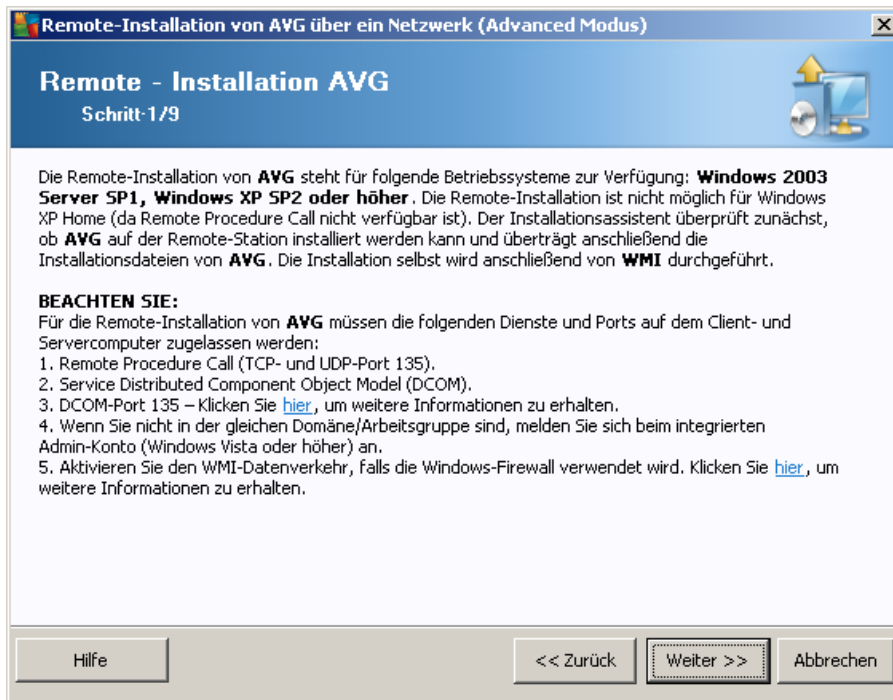 Remote-Installation von AVG über ein Netzwerk (Advanced Modus)
Remote - Installation AVG
Schritt-1/9
Die Remote-Installation von AVG steht für folgende Betriebssysteme zur Verfügung: Windows 2003
Server SP1, Windows XP SP2 oder höher. Die Remote-Installation ist nicht möglich für Windows
XP Home (da Remote Procedure Call nicht verfügbar ist). Der Installationsassistent überprüft zunächst,
ob AVG auf der Remote-Station installiert werden kann und überträgt anschließend die
Installationsdateien von AVG. Die Installation selbst wird anschließend von WMI durchgeführt.
BEACHTEN SIE:
Für die Remote-Installation von AVG müssen die folgenden Dienste und Ports auf dem Client- und
Servercomputer zugelassen werden:
1. Remote Procedure Call (TCP- und UDP-Port 135).
2. Service Distributed Component Object Model (DCOM).
3. DCOM-Port 135 – Klicken Sie hier, um weitere Informationen zu erhalten.
4. Wenn Sie nicht in der gleichen Domäne/Arbeitsgruppe sind, melden Sie sich beim integrierten
Admin-Konto (Windows Vista oder höher) an.
5. Aktivieren Sie den WMI-Datenverkehr, falls die Windows-Firewall verwendet wird. Klicken Sie hier, um
weitere Informationen zu erhalten.
Hilfe
<< Zurück
Weiter >>
Abbrechen